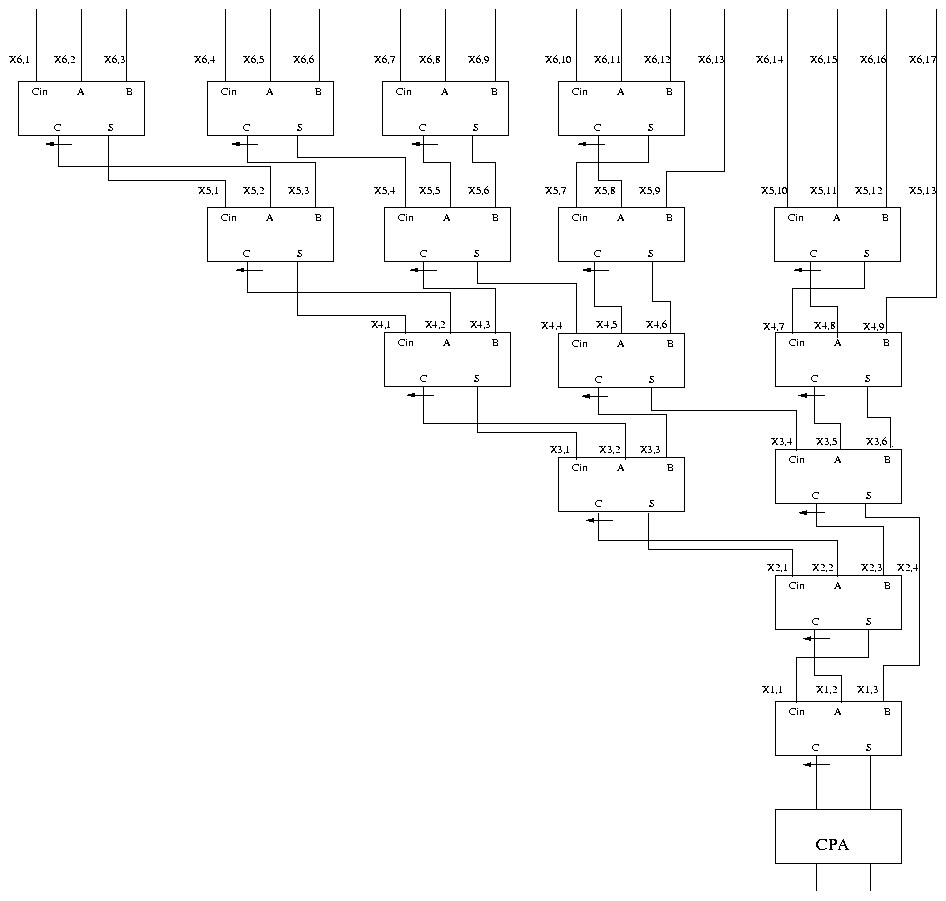 X6,1 X6,2 X6,3 X6,4 X6,5 X6,6 X6,7 X6,8 X6,9 X6,10 X6,11 X6,12 X6,13 X6,14 X6,15 X6,16 X6,17
Cin A B Cin A B Cin A B Cin A B
C S C S C S C S
X5,1 X5,2 X5,3 X5,4 X5,5 X5,6 X5,7 X5,8 X5,9 X5,10 X5,11 X5,12 X5,13
Cin A B Cin A B Cin A B Cin A B
C S C S C S C S
X4,1 X4,2 X4,3 X4,4 X4,5 X4,6 X4,7 X4,8 X4,9
Cin A B Cin A B Cin A B
C S C S C S
X3,1 X3,2 X3,3 X3,4 X3,5 X3,6
Cin A B Cin A B
C S C S
X2,1 X2,2 X2,3 X2,4
Cin A B
C S
X1,1 X1,2 X1,3
Cin A B
C S
CPA